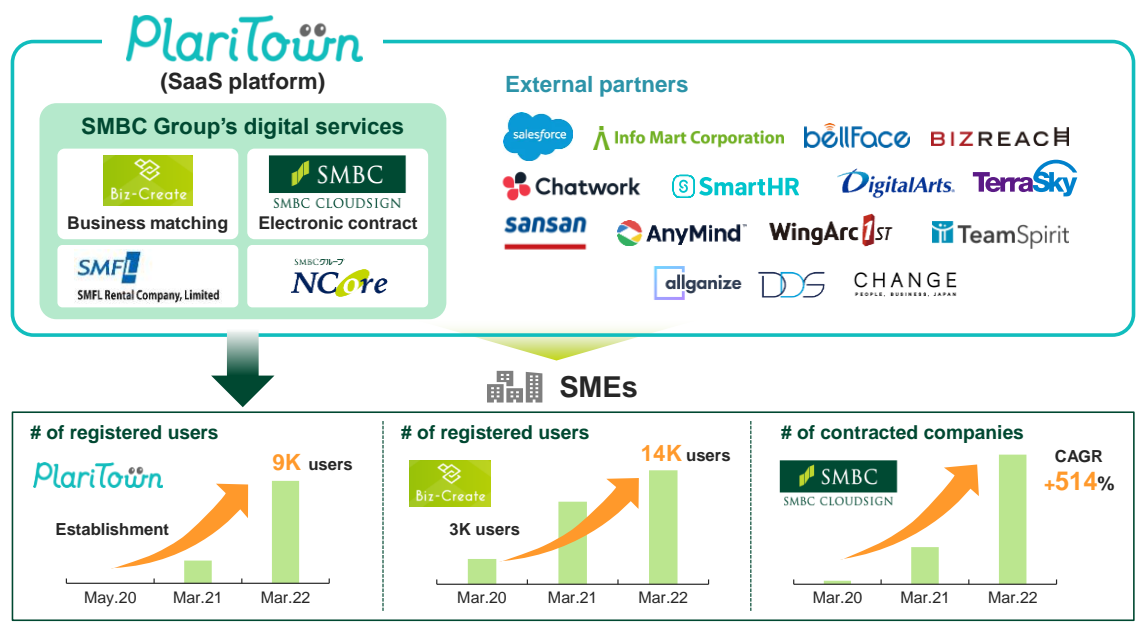 PlariTown
(SaaS platform)
SMBC Group's digital services
Biz-Create
Business matching
SMBC
SMBC CLOUDSIGN
Electronic contract
SMFL
SMFL Rental Company, Limited
SMBCグループ
NCore
External partners
salesforce
Info Mart Corporation
bellFace
BIZREACH
Chatwork
SmartHR
DigitalArts.
TerraSky
sansan
AnyMind™
WingArc1ST
TeamSpirit
allganize
DDS
CHANGE
PEOPLE, BUSINESS, JAPAN
SMEs
# of registered users
PlariTown
9K users
Establishment
May.20 Mar.21 Mar.22
# of registered users
Biz-Create
14K users
3K users
Mar.20 Mar.21 Mar.22
# of contracted companies
SMBC
SMBC CLOUDSIGN
CAGR
+514%
Mar.20 Mar.21 Mar.22